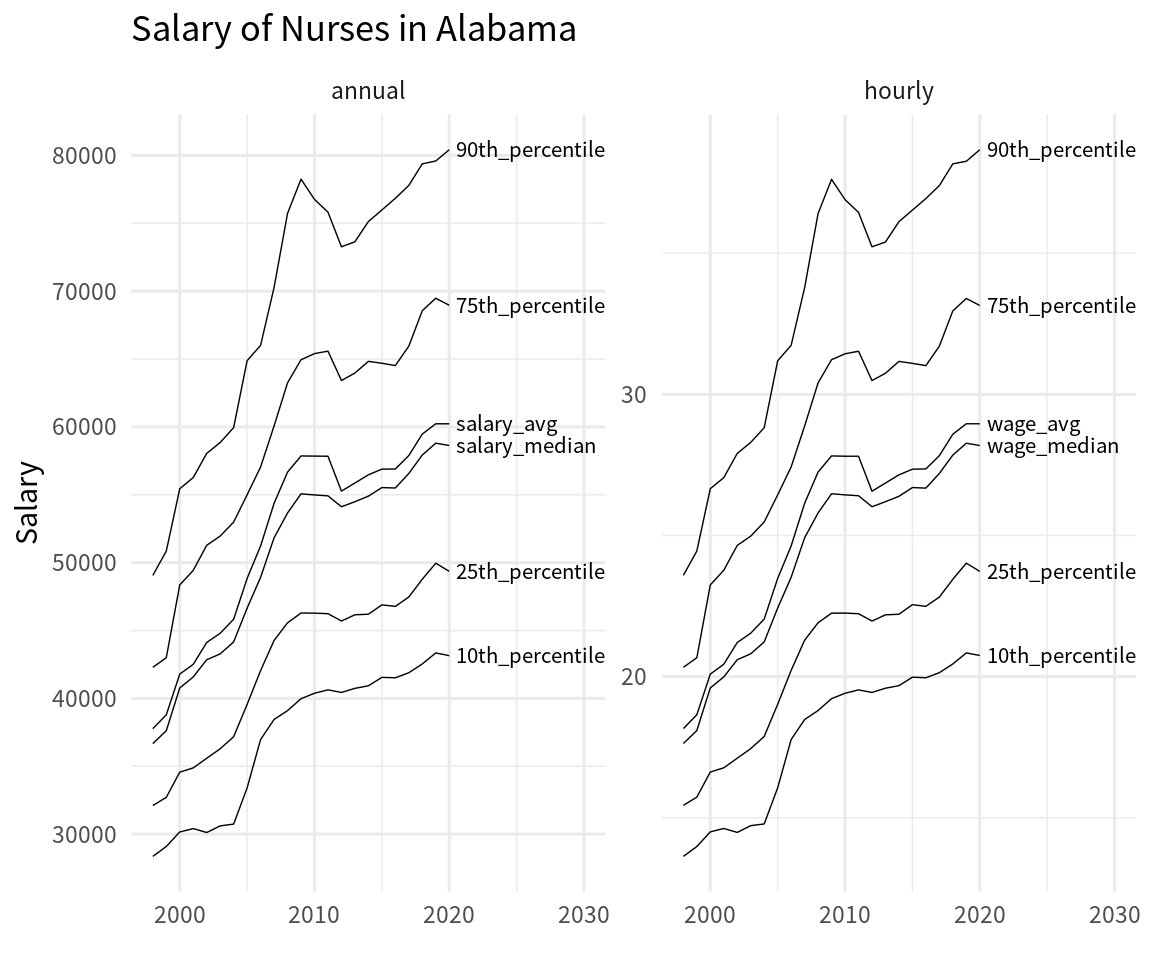 Salary of Nurses in Alabama
annual
hourly
Salary
80000
70000
60000
50000
40000
30000
90th_percentile
75th_percentile
salary_avg
salary_median
25th_percentile
10th_percentile
2000 2010 2020 2030
30
20
90th_percentile
75th_percentile
wage_avg
wage_median
25th_percentile
10th_percentile
2000 2010 2020 2030